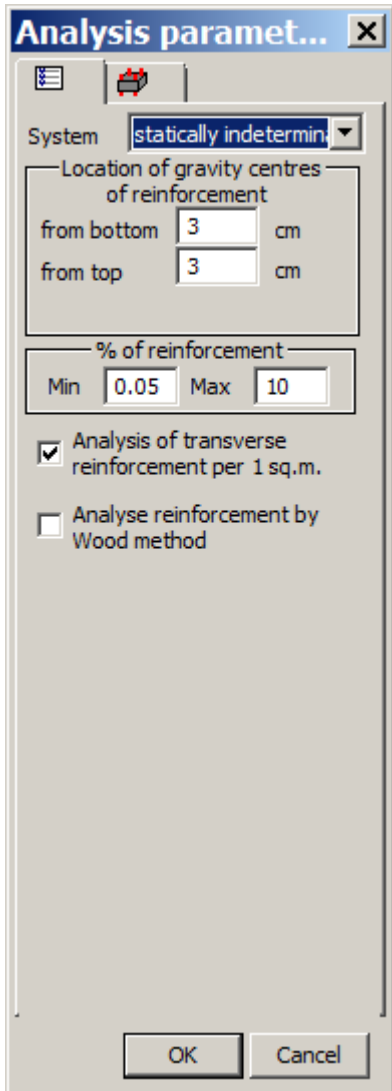 Analysis paramet...
System statically indetermina
Location of gravity centres
of reinforcement
from bottom 3 cm
from top 3 cm
% of reinforcement
Min 0.05 Max 10
Analysis of transverse
reinforcement per 1 sq.m.
Analyse reinforcement by
Wood method
OK Cancel